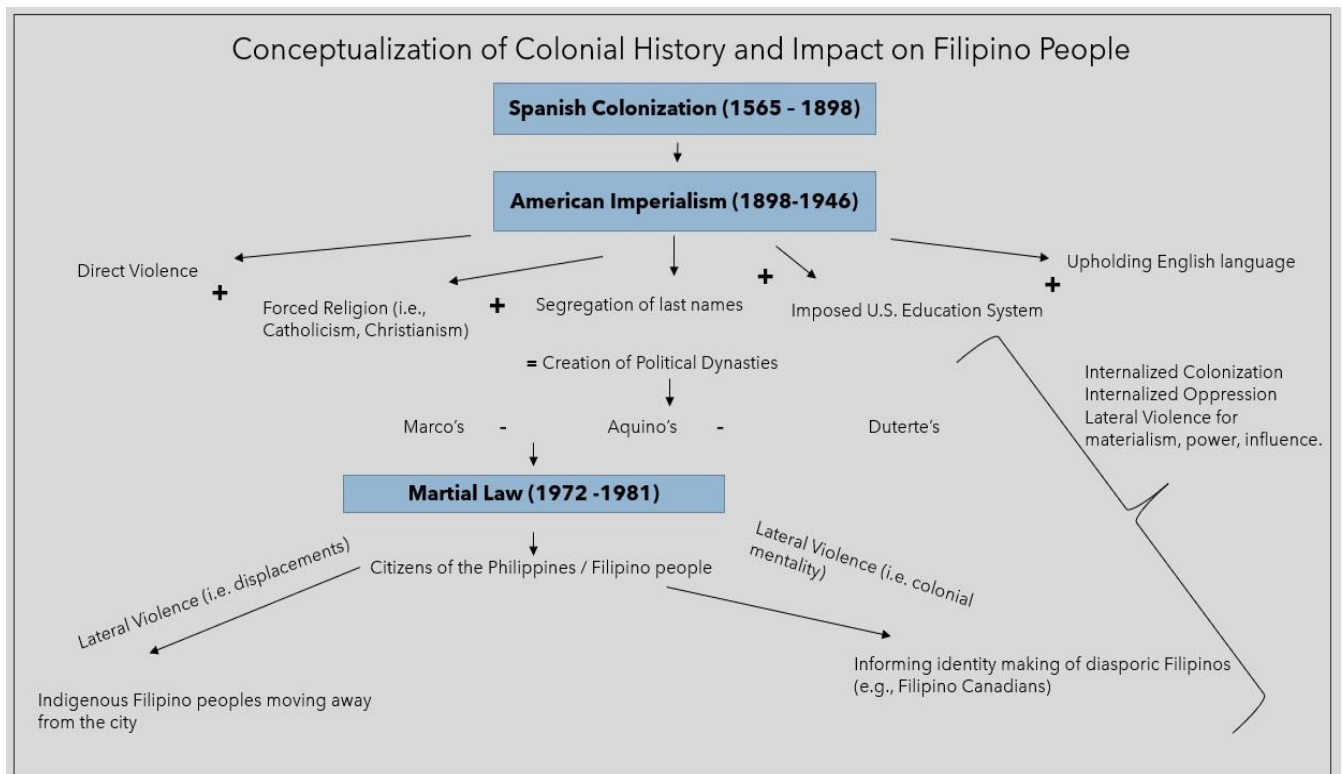 Conceptualization of Colonial History and Impact on Filipino People
Spanish Colonization (1565 – 1898)
American Imperialism (1898-1946)
Direct Violence
+
Forced Religion (i.e.,
Catholicism, Christianism)
+
Segregation of last names
+
Imposed U.S. Education System
+
Upholding English language
= Creation of Political Dynasties
Marco's - Aquino's - Duterte's
Internalized Colonization
Internalized Oppression
Lateral Violence for
materialism, power, influence.
Martial Law (1972 -1981)
Citizens of the Philippines / Filipino people
Lateral Violence (i.e. displacements)
Lateral Violence (i.e. colonial
mentality)
Indigenous Filipino peoples moving away
from the city
Informing identity making of diasporic Filipinos
(e.g., Filipino Canadians)